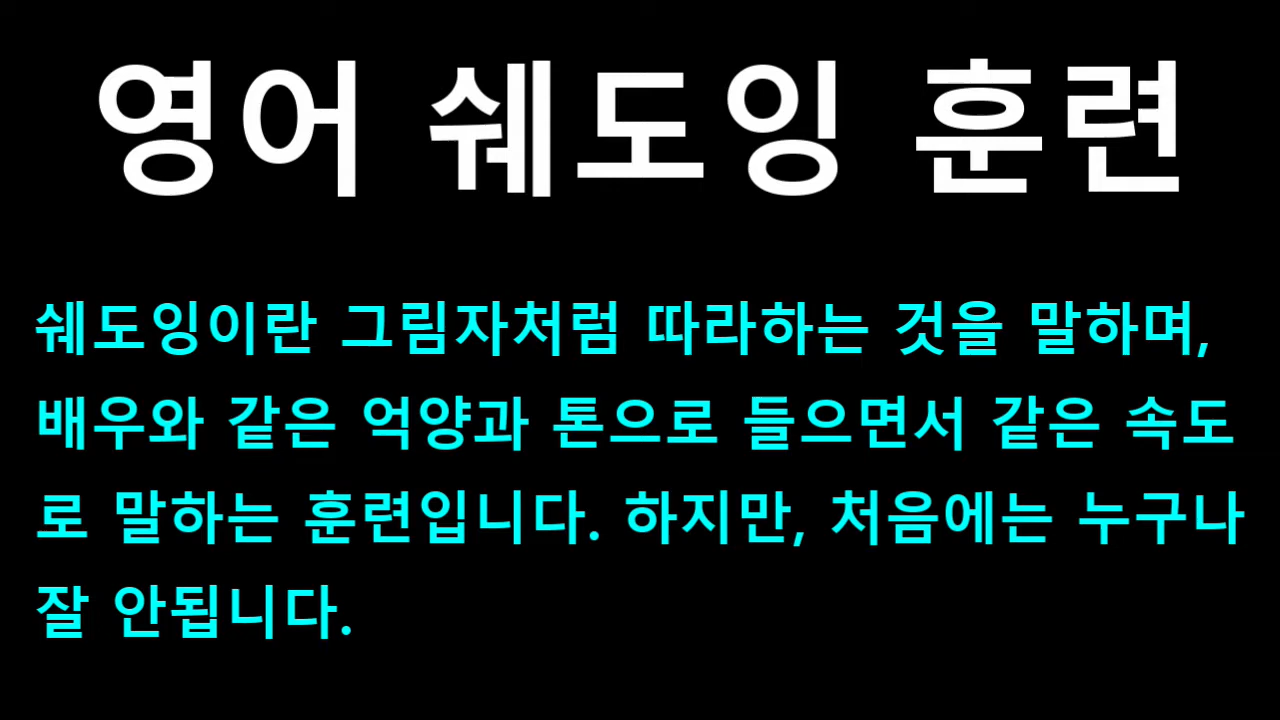 영어 쉐도잉 훈련
쉐도잉이란 그림자처럼 따라하는 것을 말하며,
배우와 같은 억양과 톤으로 들으면서 같은 속도
로 말하는 훈련입니다. 하지만, 처음에는 누구나
잘 안됩니다.